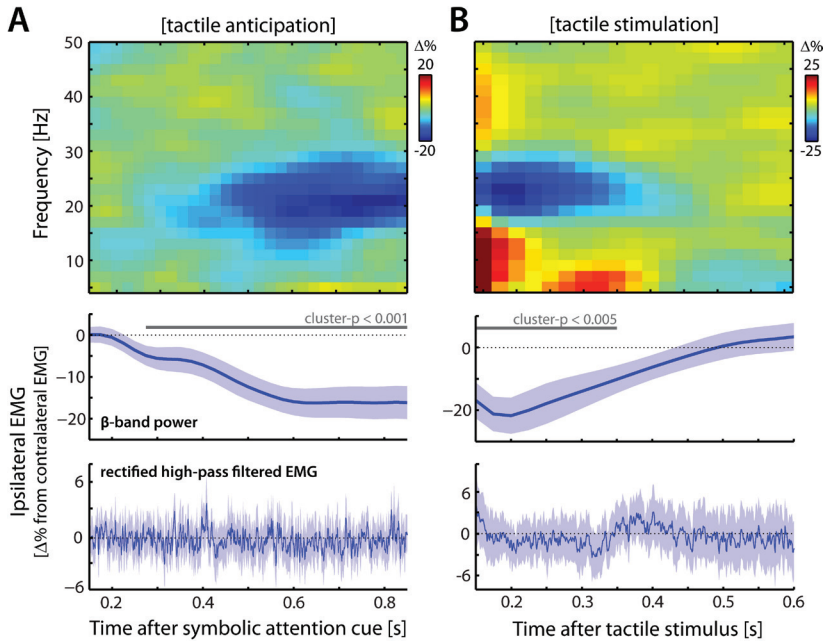 A
[tactile anticipation]
B
[tactile stimulation]
Frequency [Hz]
50
40
30
20
10
Δ%
20
-20
Δ%
25
-25
Ipsilateral EMG
[Δ% from contralateral EMG]
0
−10
−20
cluster-p < 0.001
β-band power
0
−20
cluster-p < 0.005
rectified high-pass filtered EMG
6
0
−6
6
0
-6
0.2 0.4 0.6 0.8
0.2 0.3 0.4 0.5 0.6
Time after symbolic attention cue [s]
Time after tactile stimulus [s]